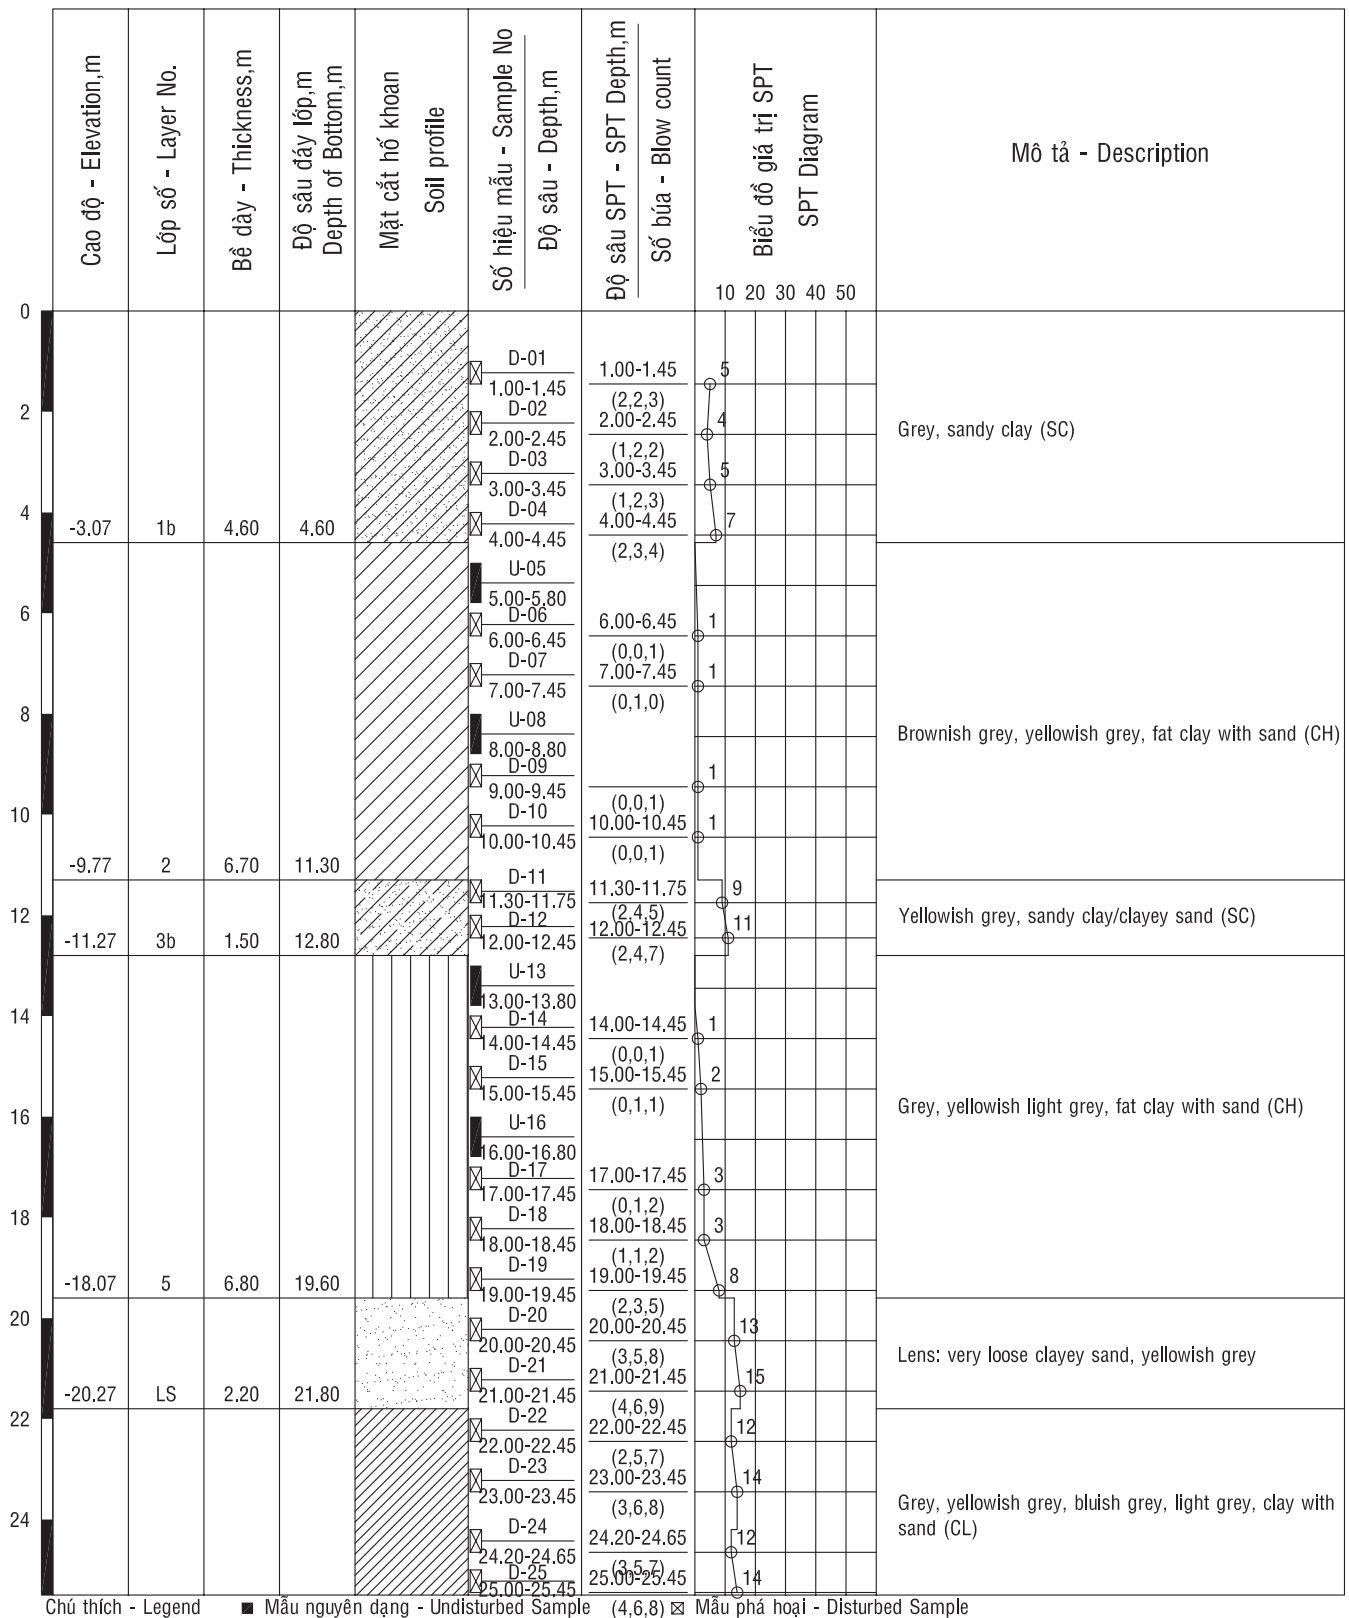 Cao độ - Elevation,m
Lớp số - Layer No.
Bề dày - Thickness,m
Độ sâu đáy lớp,m
Depth of Bottom,m
Mặt cắt hố khoan
Soil profile
Số hiệu mẫu - Sample No
Độ sâu - Depth,m
Độ sâu SPT - SPT Depth,m
Số búa - Blow count
Biểu đồ giá trị SPT
SPT Diagram
10 20 30 40 50
Mô tả - Description
0
D-01
1.00-1.45
1.00-1.45
(2,2,3)
5
2
D-02
2.00-2.45
2.00-2.45
(1,2,2)
4
Grey, sandy clay (SC)
D-03
3.00-3.45
3.00-3.45
(1,2,3)
5
4
D-04
4.00-4.45
4.00-4.45
(2,3,4)
7
-3.07 1b 4.60 4.60
U-05
5.00-5.80
6
D-06
6.00-6.45
6.00-6.45
(0,0,1)
1
D-07
7.00-7.45
7.00-7.45
(0,1,0)
1
8
U-08
8.00-8.80
Brownish grey, yellowish grey, fat clay with sand (CH)
D-09
9.00-9.45
(0,0,1)
1
10
D-10
10.00-10.45
10.00-10.45
(0,0,1)
1
-9.77 2 6.70 11.30
D-11
11.30-11.75
11.30-11.75
(2,4,5)
9
12
D-12
12.00-12.45
12.00-12.45
(2,4,7)
11
Yellowish grey, sandy clay/clayey sand (SC)
-11.27 3b 1.50 12.80
U-13
13.00-13.80
14
D-14
14.00-14.45
14.00-14.45
(0,0,1)
1
D-15
15.00-15.45
15.00-15.45
(0,1,1)
2
16
U-16
16.00-16.80
Grey, yellowish light grey, fat clay with sand (CH)
D-17
17.00-17.45
17.00-17.45
(0,1,2)
3
18
D-18
18.00-18.45
18.00-18.45
(1,1,2)
3
D-19
19.00-19.45
19.00-19.45
(2,3,5)
8
-18.07 5 6.80 19.60
20
D-20
20.00-20.45
20.00-20.45
(3,5,8)
13
Lens: very loose clayey sand, yellowish grey
D-21
21.00-21.45
21.00-21.45
(4,6,9)
15
-20.27 LS 2.20 21.80
22
D-22
22.00-22.45
22.00-22.45
(2,5,7)
12
D-23
23.00-23.45
23.00-23.45
(3,6,8)
14
Grey, yellowish grey, bluish grey, light grey, clay with
sand (CL)
24
D-24
24.20-24.65
24.20-24.65
(3,5,7)
12
D-25
25.00-25.45
25.00-25.45
(4,6,8)
14
Chú thích - Legend Mẫu nguyên dạng - Undisturbed Sample Mẫu phá hoại - Disturbed Sample